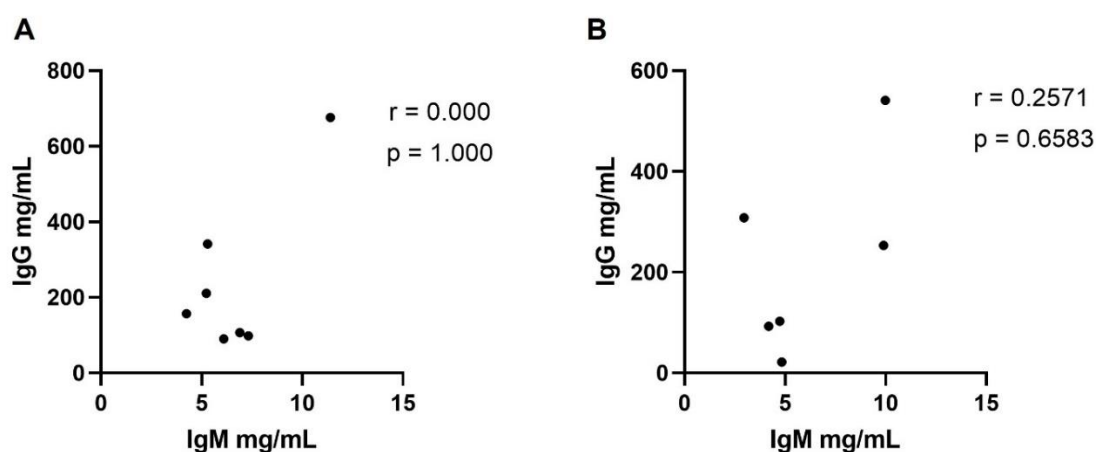 A
800
600
400
200
0
IgG mg/mL
0 5 10 15
IgM mg/mL
r = 0.000
p = 1.000
B
600
400
200
0
IgG mg/mL
0 5 10 15
IgM mg/mL
r = 0.2571
p = 0.6583